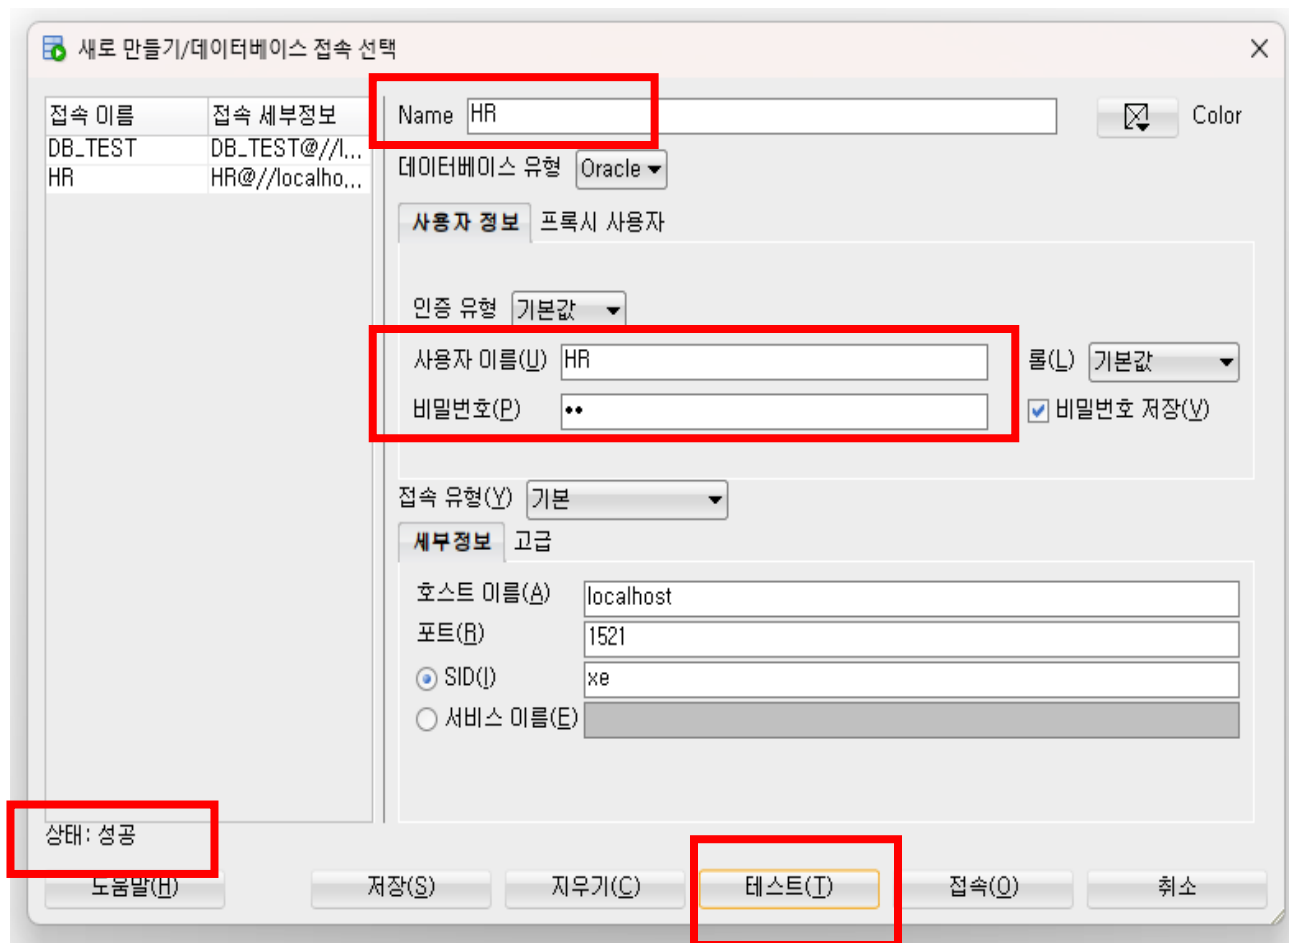 새로 만들기/데이터베이스 접속 선택
접속 이름 접속 세부정보
DB_TEST DB_TEST@//l...
HR HR@//localho...
Name HR Color
데이터베이스 유형 Oracle
사용자 정보 프록시 사용자
인증 유형 기본값
사용자 이름(U) HR 롤(L) 기본값
비밀번호(P) •• 비밀번호 저장(V)
접속 유형(Y) 기본
세부정보 고급
호스트 이름(A) localhost
포트(R) 1521
SID(I) xe
서비스 이름(E)
상태: 성공
도움말(H) 저장(S) 지우기(C) 테스트(T) 접속(O) 취소